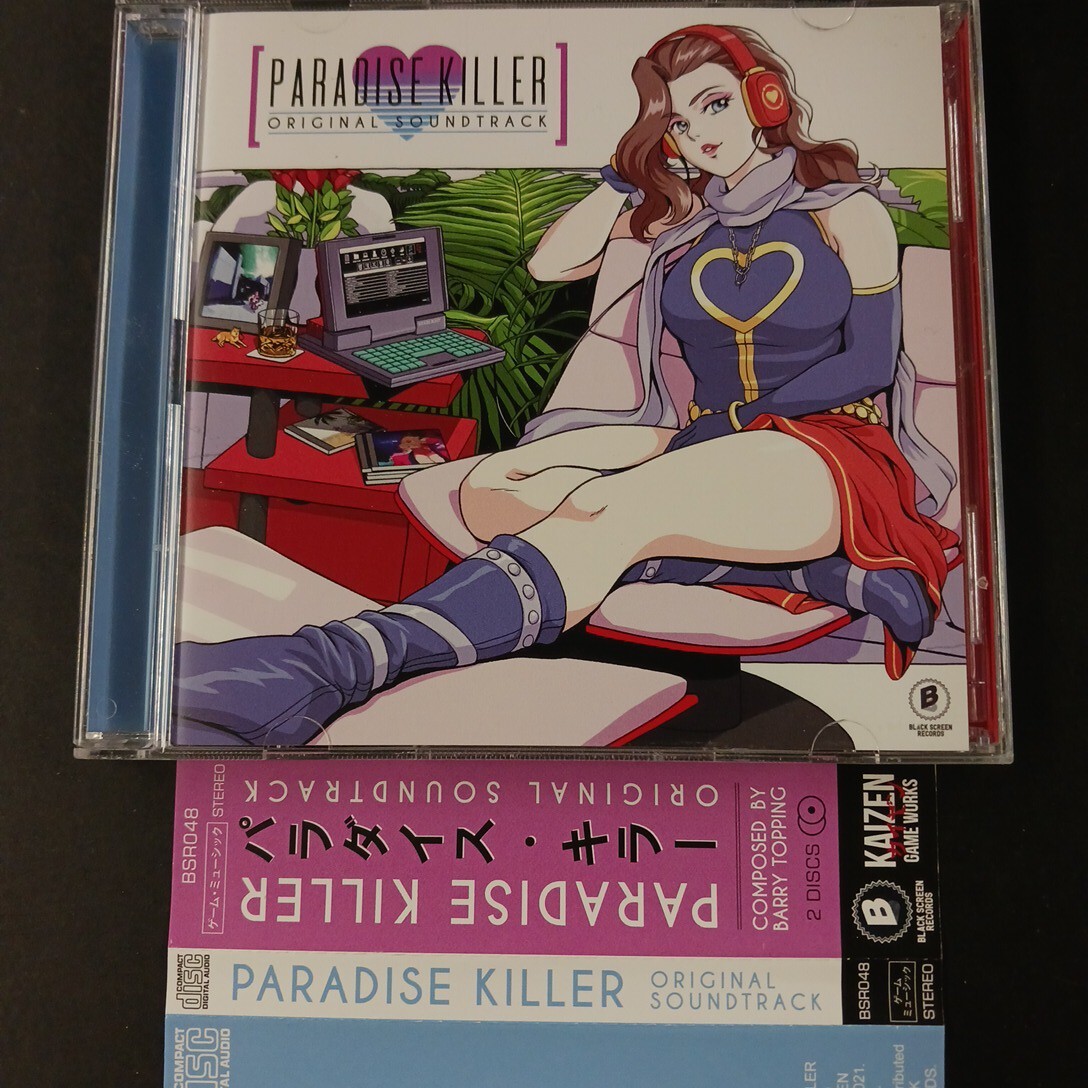 PARADISE KILLER
ORIGINAL SOUNDTRACK
B
BLACK SCREEN
RECORDS
BSR048
ゲーム・ミュージック
STEREO
ORIGINAL SOUNDTRACK
パラダイス・キラー
PARADISE KILLER
COMPOSED BY
BARRY TOPPING
2 DISCS
KAIZEN
GAME WORKS
B
BLACK SCREEN
RECORDS
COMPACT
disc
DIGITAL AUDIO
PARADISE KILLER
ORIGINAL
SOUNDTRACK
BSR048
ゲーム
ミュージック
STEREO
COMPACT
disc